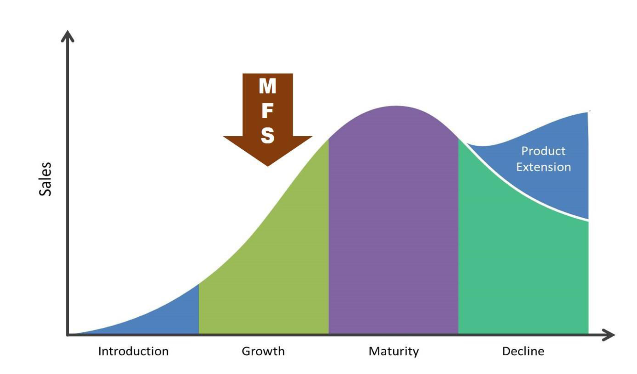 M
F
S
Sales
Product
Extension
Introduction
Growth
Maturity
Decline